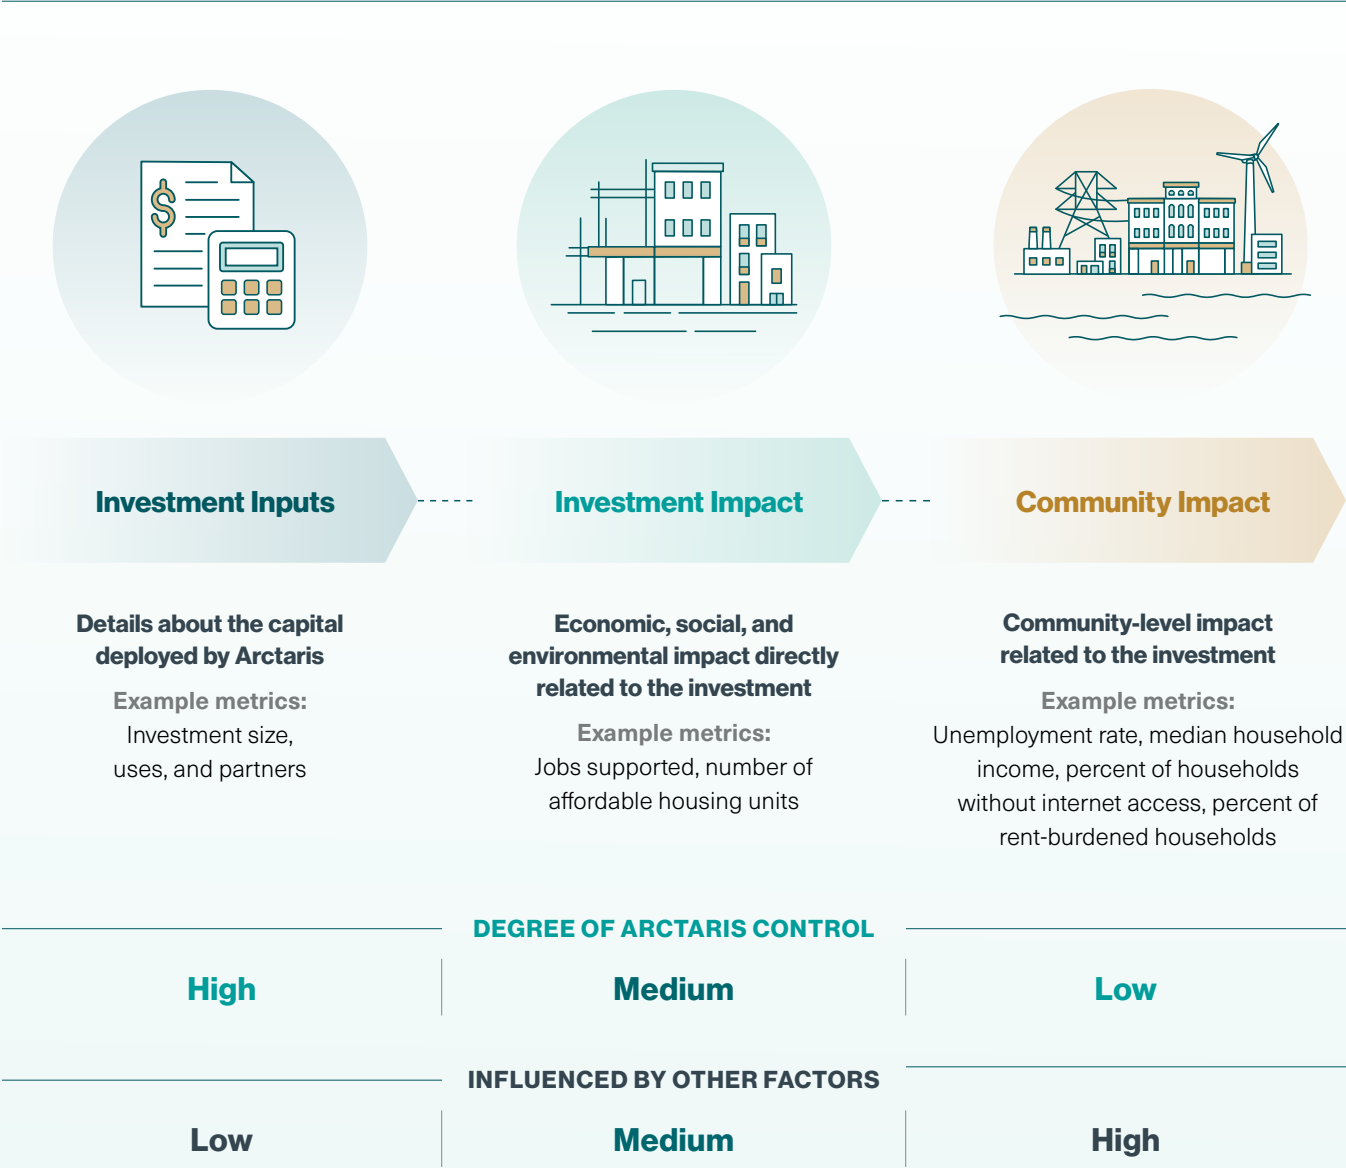 $
Investment Inputs
Details about the capital
deployed by Arctaris
Example metrics:
Investment size,
uses, and partners
Investment Impact
Economic, social, and
environmental impact directly
related to the investment
Example metrics:
Jobs supported, number of
affordable housing units
Community Impact
Community-level impact
related to the investment
Example metrics:
Unemployment rate, median household
income, percent of households
without internet access, percent of
rent-burdened households
DEGREE OF ARCTARIS CONTROL
High
Medium
Low
INFLUENCED BY OTHER FACTORS
Low
Medium
High